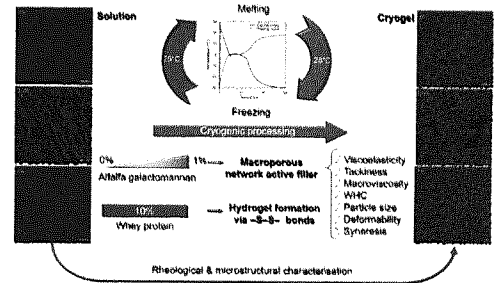 Solution
Melting
Cryogel
25°C
Freezing
Cryogenic processing
0% 1%
Alfalfa galactomannan
Macroporous
network active filler
10%
Whey protein
Hydrogel formation
via –S–S– bonds
Viscoelasticity
Tackiness
Macroviscosity
WHC
Particle size
Deformability
Syneresis
Rheological & microstructural characterisation